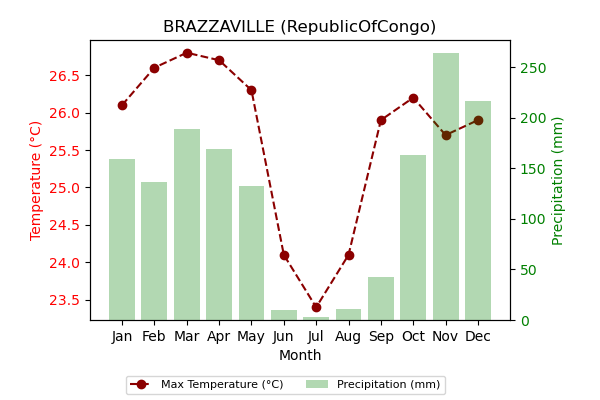 BRAZZAVILLE (RepublicOfCongo)
Temperature (°C)
26.5
26.0
25.5
25.0
24.5
24.0
23.5
250
200
150
100
50
0
Precipitation (mm)
Jan Feb Mar Apr May Jun Jul Aug Sep Oct Nov Dec
Month
Max Temperature (°C) Precipitation (mm)